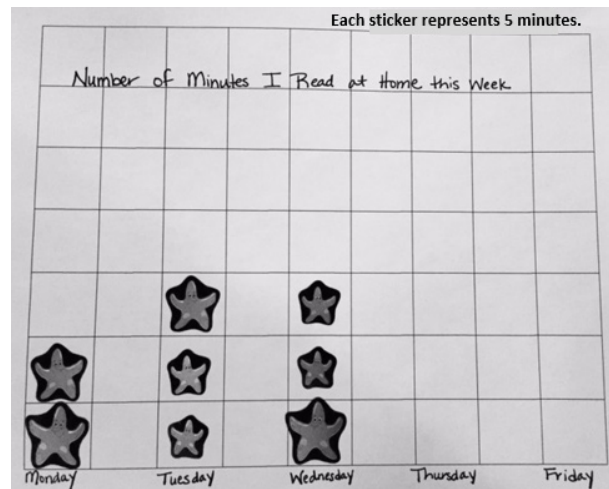 Each sticker represents 5 minutes.
Number of Minutes I Read at Home this Week
Monday Tuesday Wednesday Thursday Friday